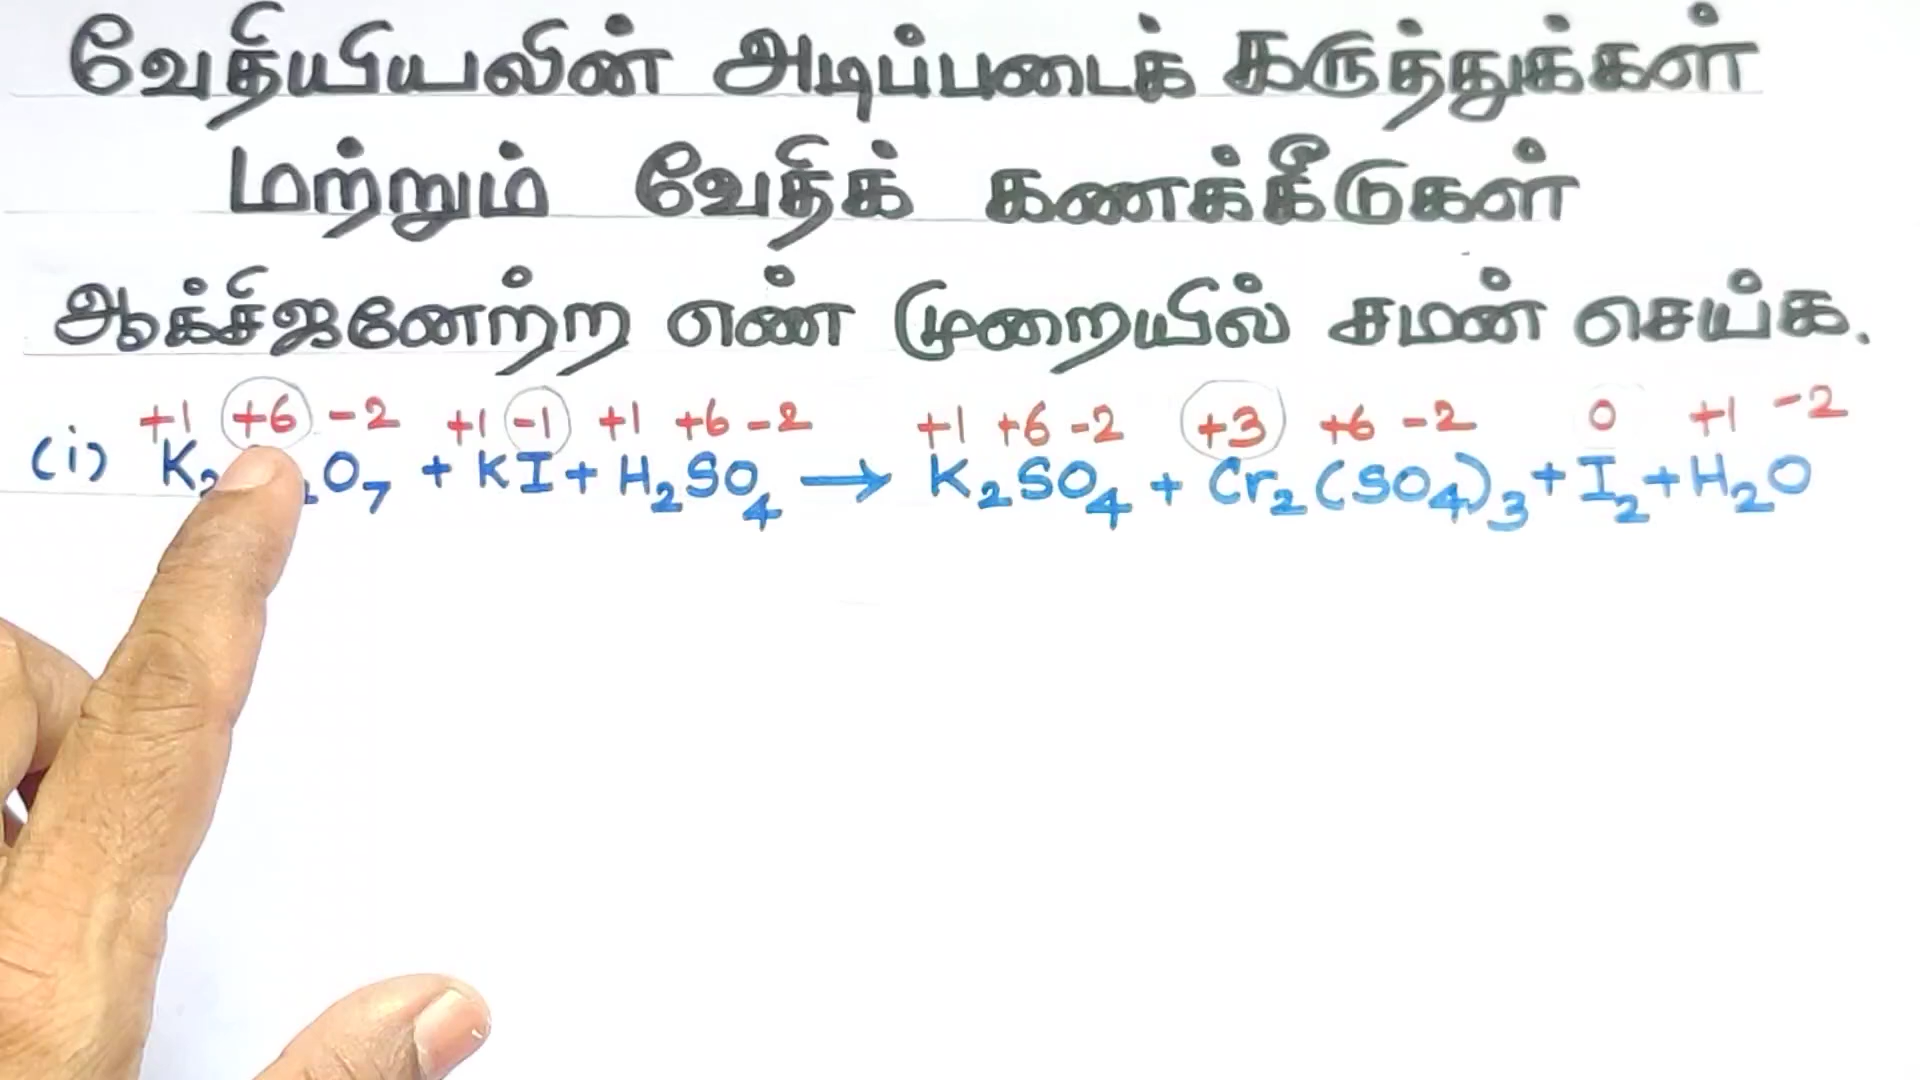 வேதியியலின் அடிப்படைக் கருத்துக்கள்
மற்றும் வேதிக் கணக்கீடுகள்
ஆக்சிஜனேற்ற எண் முறையில் சமன் செய்க.
+1 +6 -2 +1 -1 +1 +6 -2 +1 +6 -2 +3 +6 -2 0 +1 -2
(i) K₂ ₂O₇ + KI + H₂SO₄ → K₂SO₄ + Cr₂(SO₄)₃ + I₂ + H₂O